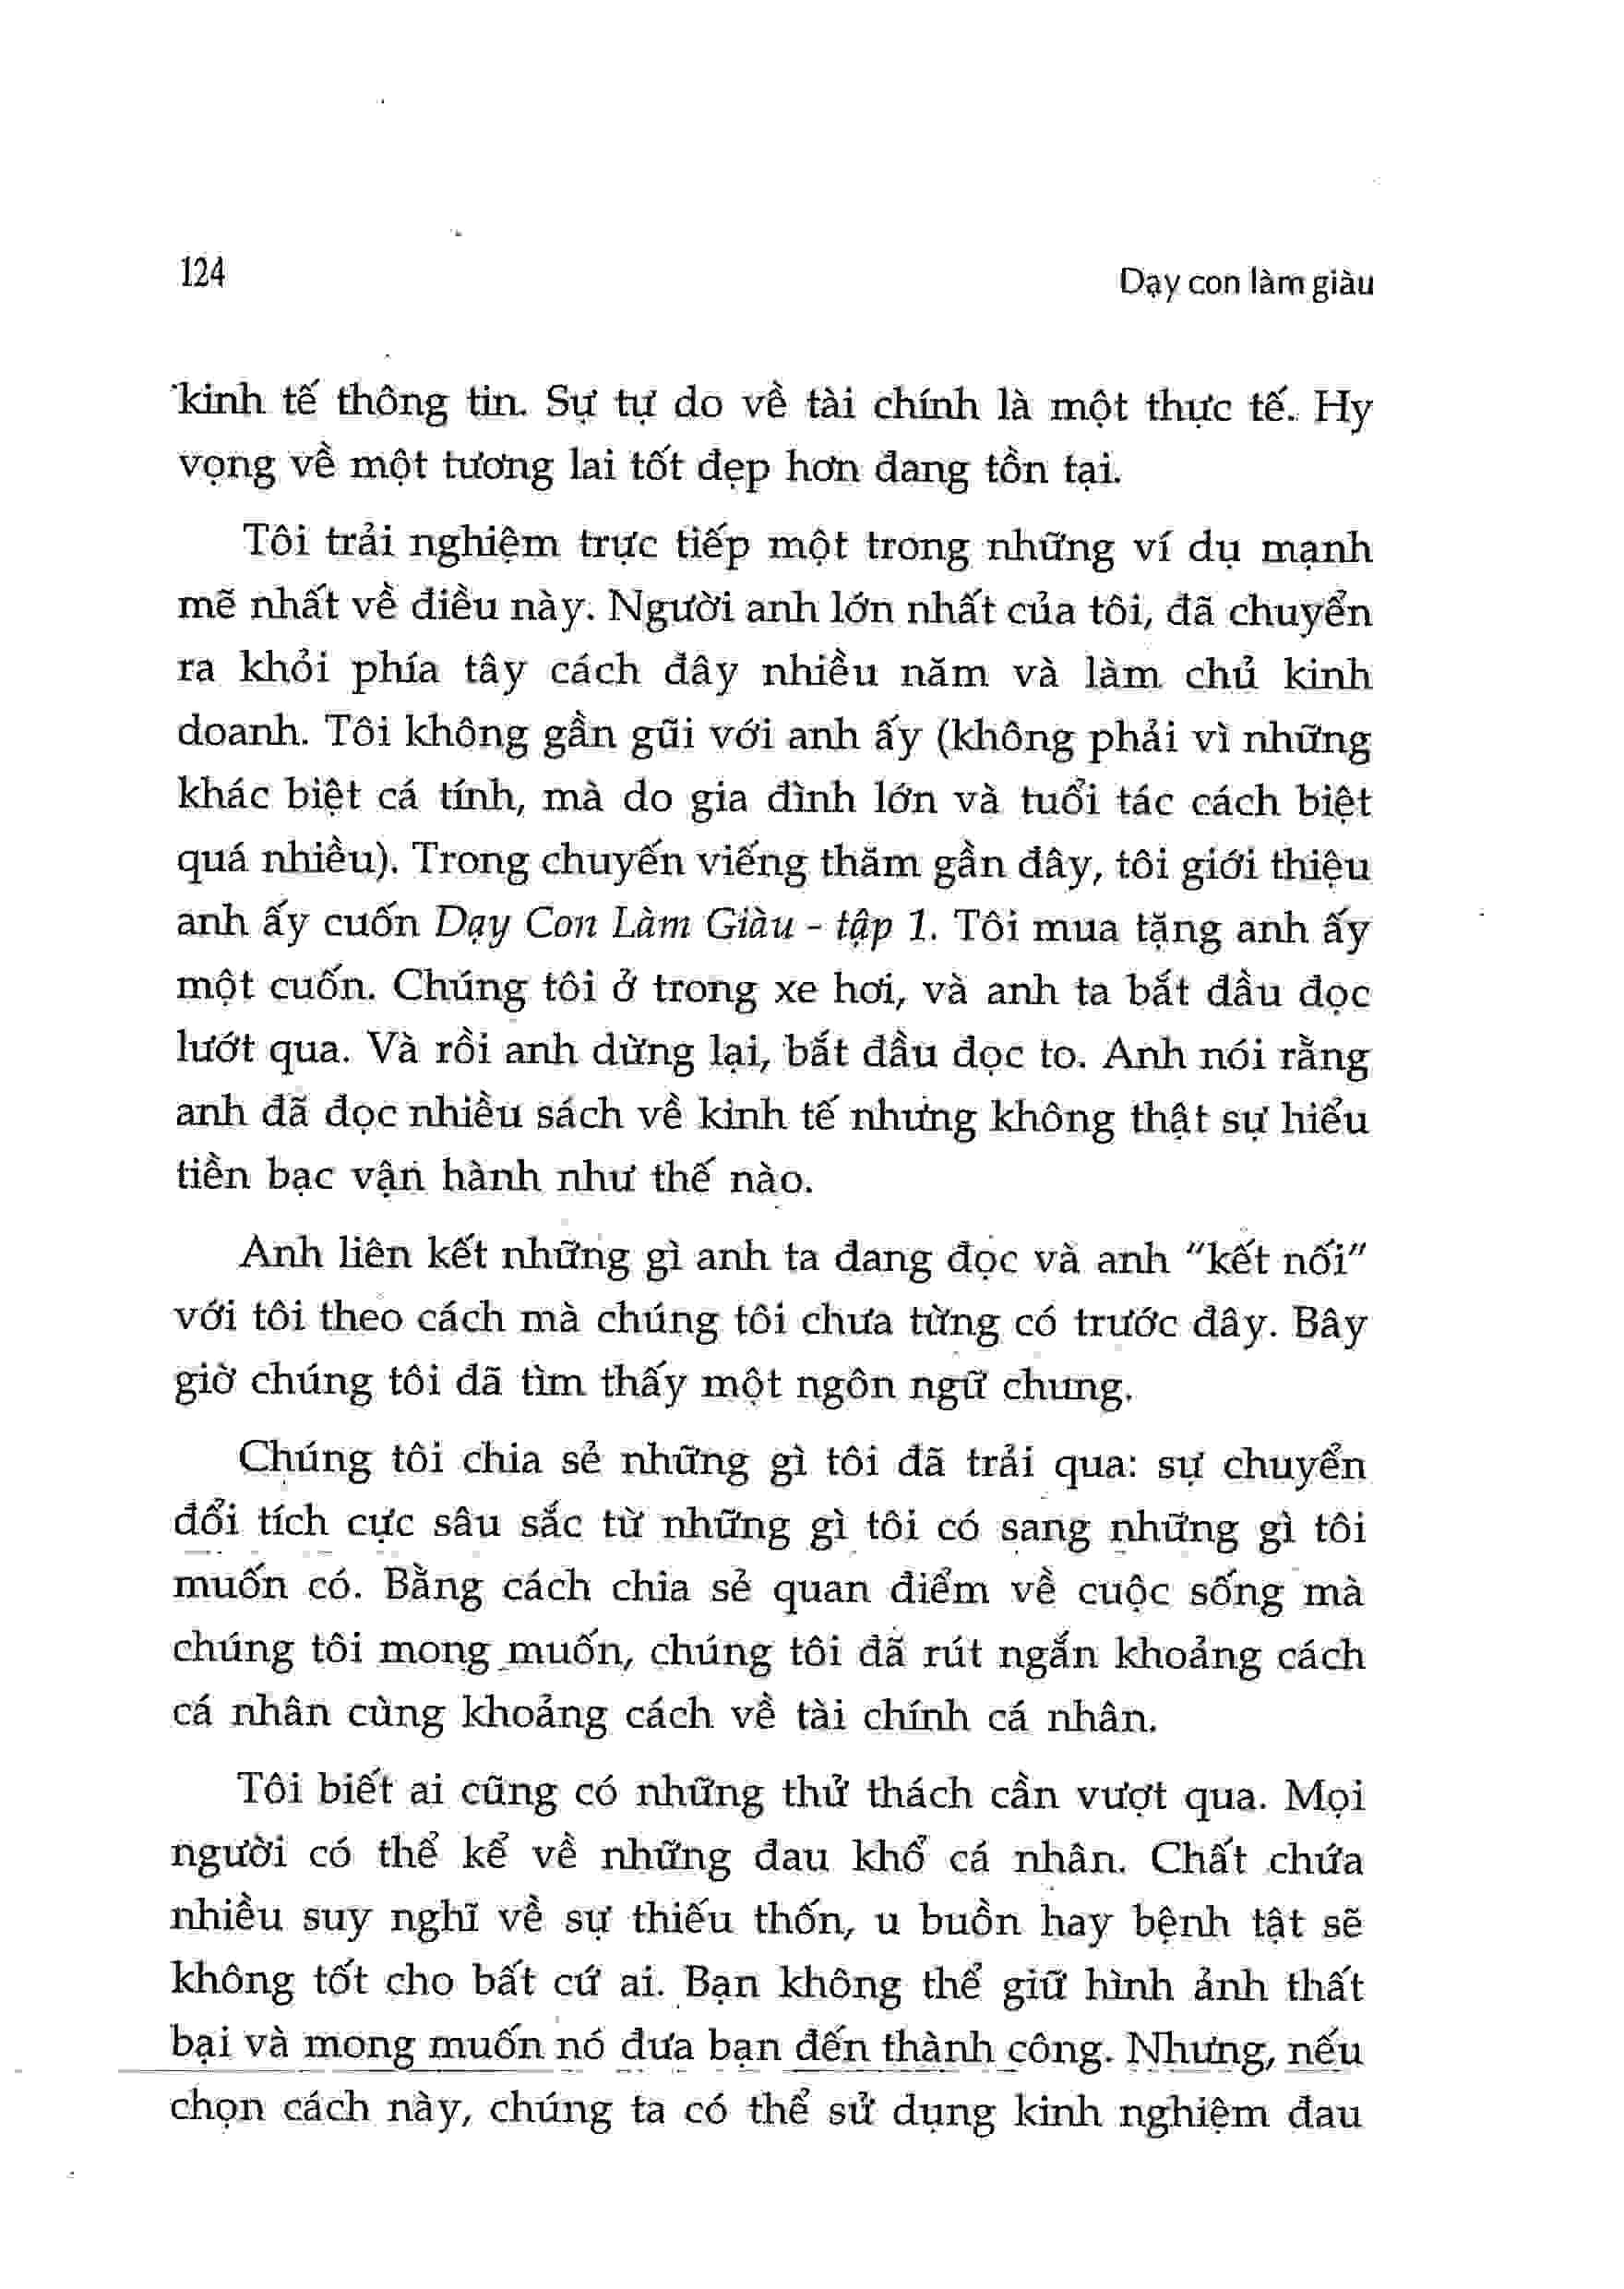 124
Dạy con làm giàu
kinh tế thông tin. Sự tự do về tài chính là một thực tế. Hy
vọng về một tương lai tốt đẹp hơn đang tồn tại.
Tôi trải nghiệm trực tiếp một trong những ví dụ mạnh
mẽ nhất về điều này. Người anh lớn nhất của tôi, đã chuyển
ra khỏi phía tây cách đây nhiều năm và làm chủ kinh
doanh. Tôi không gần gũi với anh ấy (không phải vì những
khác biệt cá tính, mà do gia đình lớn và tuổi tác cách biệt
quá nhiều). Trong chuyến viếng thăm gần đây, tôi giới thiệu
anh ấy cuốn Dạy Con Làm Giàu - tập 1. Tôi mua tặng anh ấy
một cuốn. Chúng tôi ở trong xe hơi, và anh ta bắt đầu đọc
lướt qua. Và rồi anh dừng lại, bắt đầu đọc to. Anh nói rằng
anh đã đọc nhiều sách về kinh tế nhưng không thật sự hiểu
tiền bạc vận hành như thế nào.
Anh liên kết những gì anh ta đang đọc và anh "kết nối"
với tôi theo cách mà chúng tôi chưa từng có trước đây. Bây
giờ chúng tôi đã tìm thấy một ngôn ngữ chung.
Chúng tôi chia sẻ những gì tôi đã trải qua: sự chuyển
đổi tích cực sâu sắc từ những gì tôi có sang những gì tôi
muốn có. Bằng cách chia sẻ quan điểm về cuộc sống mà
chúng tôi mong muốn, chúng tôi đã rút ngắn khoảng cách
cá nhân cùng khoảng cách về tài chính cá nhân.
Tôi biết ai cũng có những thử thách cần vượt qua. Mọi
người có thể kể về những đau khổ cá nhân. Chất chứa
nhiều suy nghĩ về sự thiếu thốn, u buồn hay bệnh tật sẽ
không tốt cho bất cứ ai. Bạn không thể giữ hình ảnh thất
bại và mong muốn nó đưa bạn đến thành công. Nhưng, nếu
chọn cách này, chúng ta có thể sử dụng kinh nghiệm đau